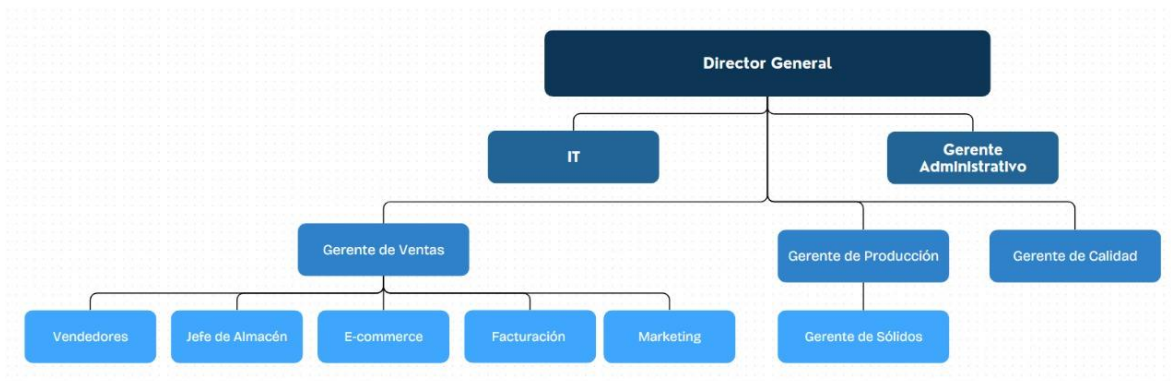 Director General
IT
Gerente
Administrativo
Gerente de Ventas
Gerente de Producción
Gerente de Calidad
Vendedores
Jefe de Almacén
E-commerce
Facturación
Marketing
Gerente de Sólidos